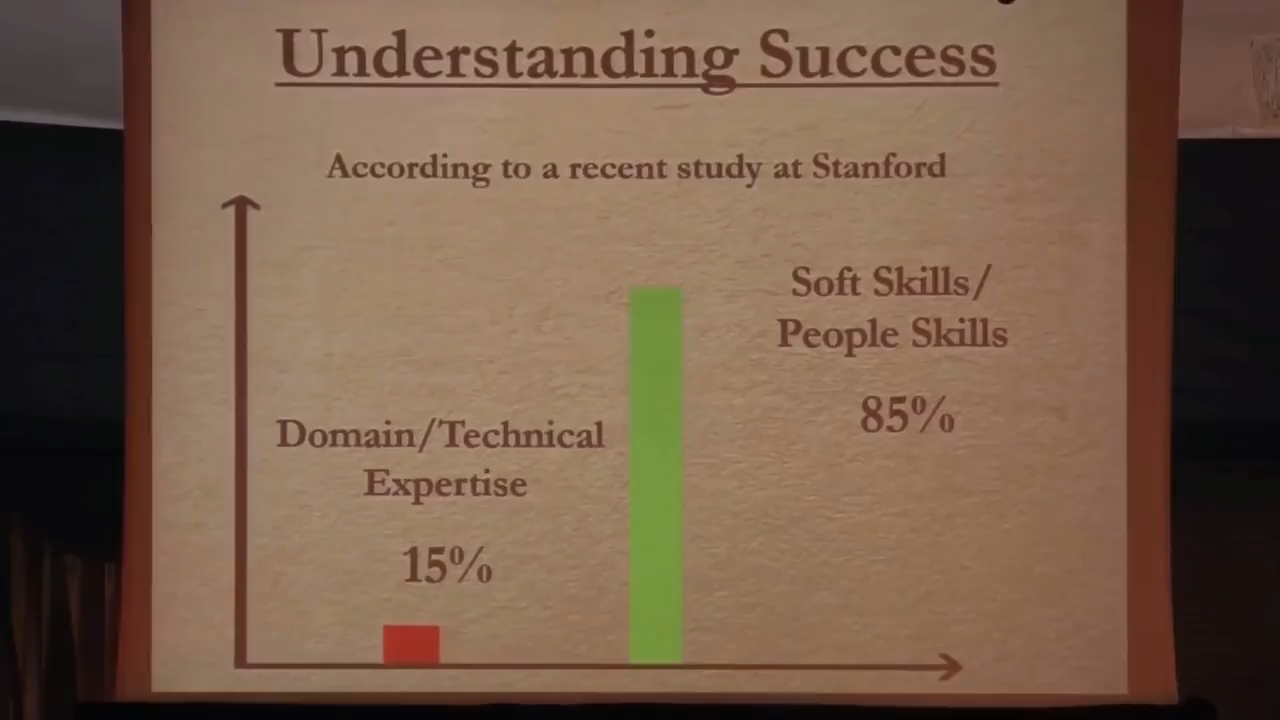 Understanding Success
According to a recent study at Stanford
Soft Skills/
People Skills
85%
Domain/Technical
Expertise
15%